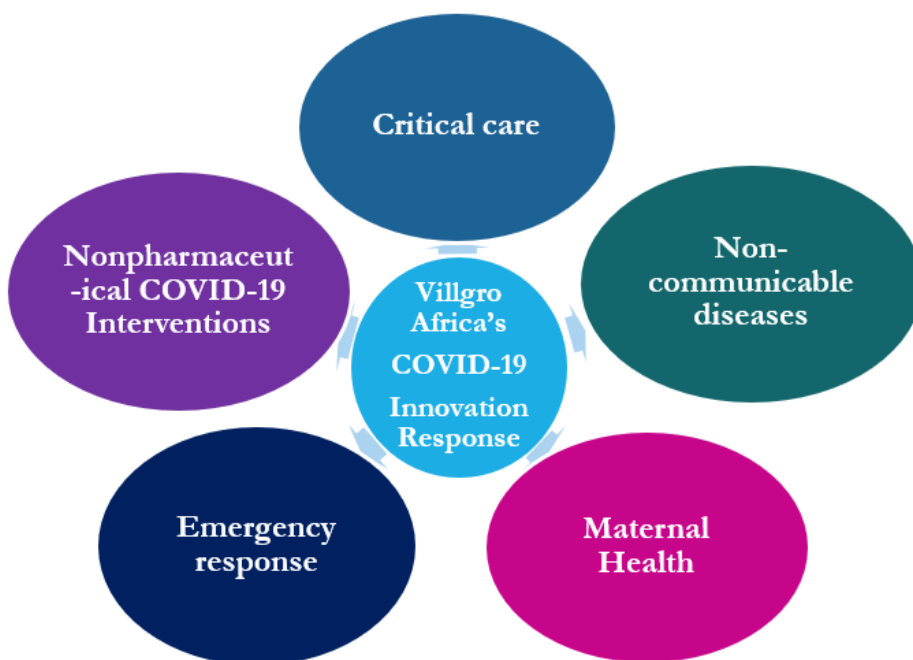 Critical care
Nonpharmaceut
-ical COVID-19
Interventions
Non-
communicable
diseases
Villgro
Africa’s
COVID-19
Innovation
Response
Emergency
response
Maternal
Health